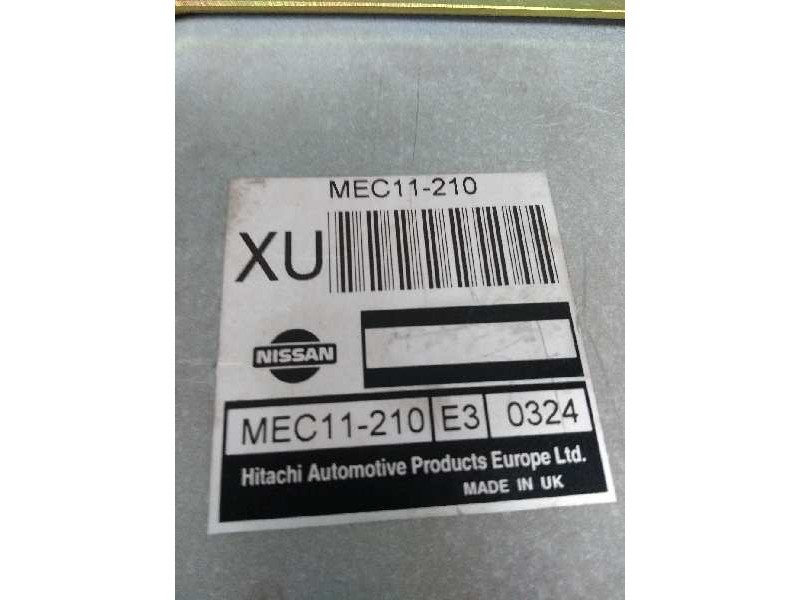 MEC11-210
XU
NISSAN
MEC11-210 E3 0324
Hitachi Automotive Products Europe Ltd.
MADE IN UK